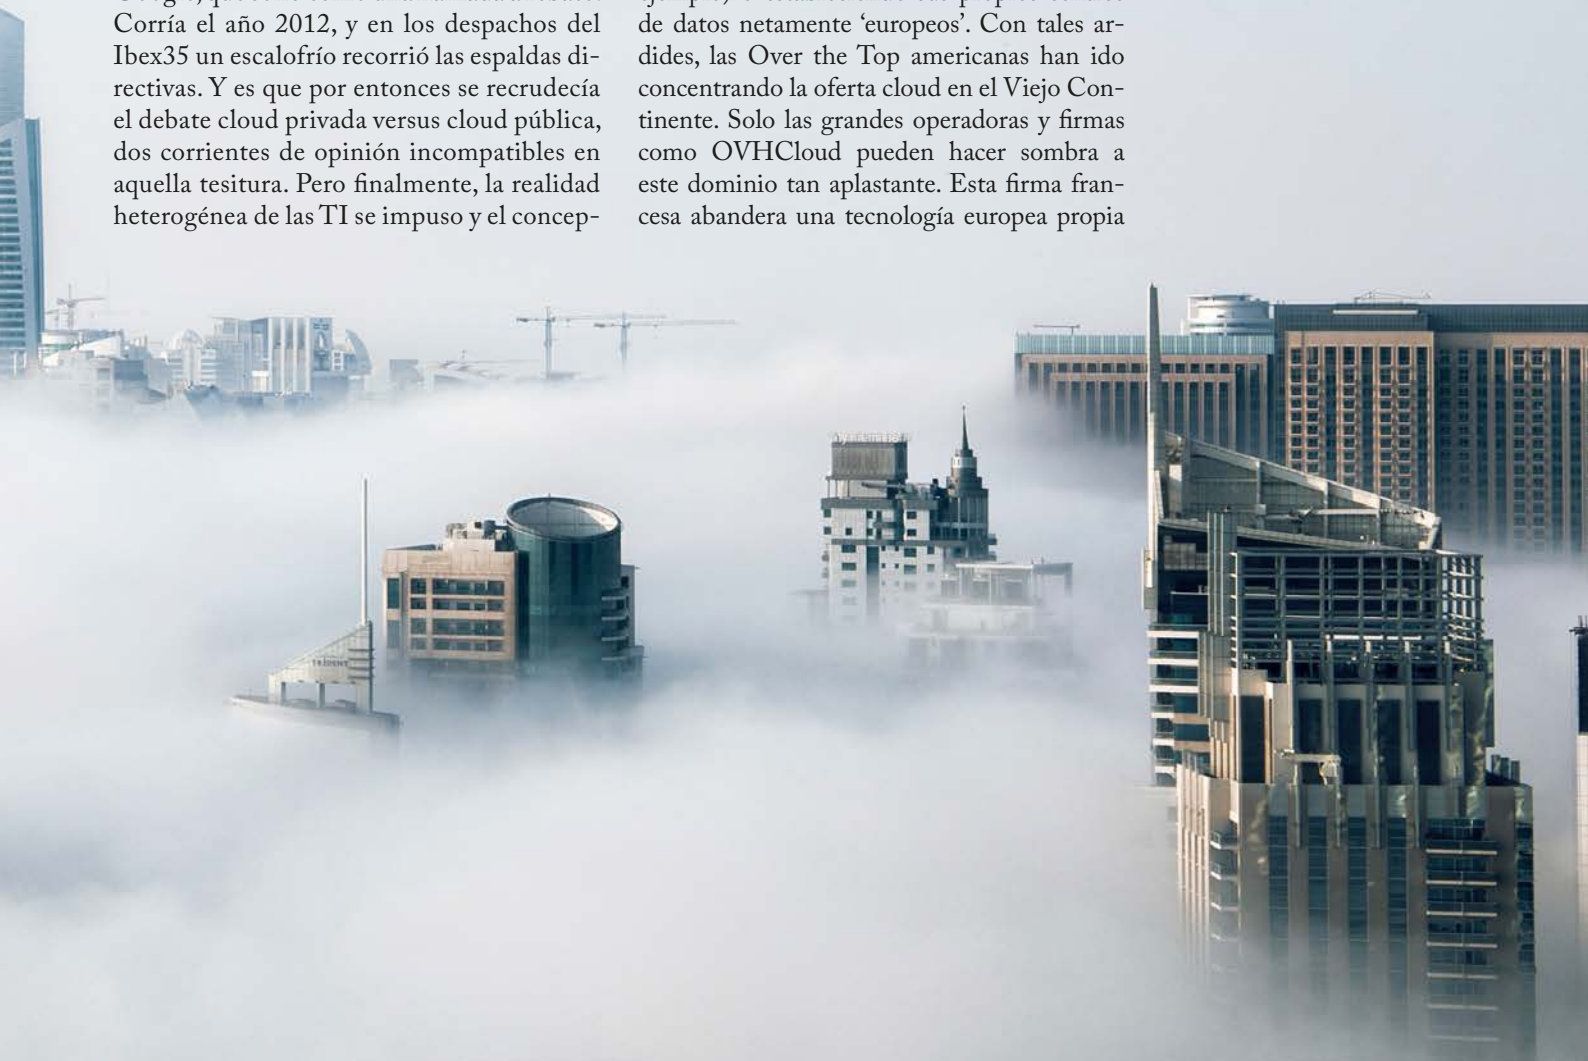 Corría el año 2012, y en los despachos del
Ibex35 un escalofrío recorrió las espaldas di-
rectivas. Y es que por entonces se recrudecía
el debate cloud privada versus cloud pública,
dos corrientes de opinión incompatibles en
aquella tesitura. Pero finalmente, la realidad
heterogénea de las TI se impuso y el concep-
de datos netamente ‘europeos’. Con tales ar-
dides, las Over the Top americanas han ido
concentrando la oferta cloud en el Viejo Con-
tinente. Solo las grandes operadoras y firmas
como OVHCloud pueden hacer sombra a
este dominio tan aplastante. Esta firma fran-
cesa abandera una tecnología europea propia
TRIDENT